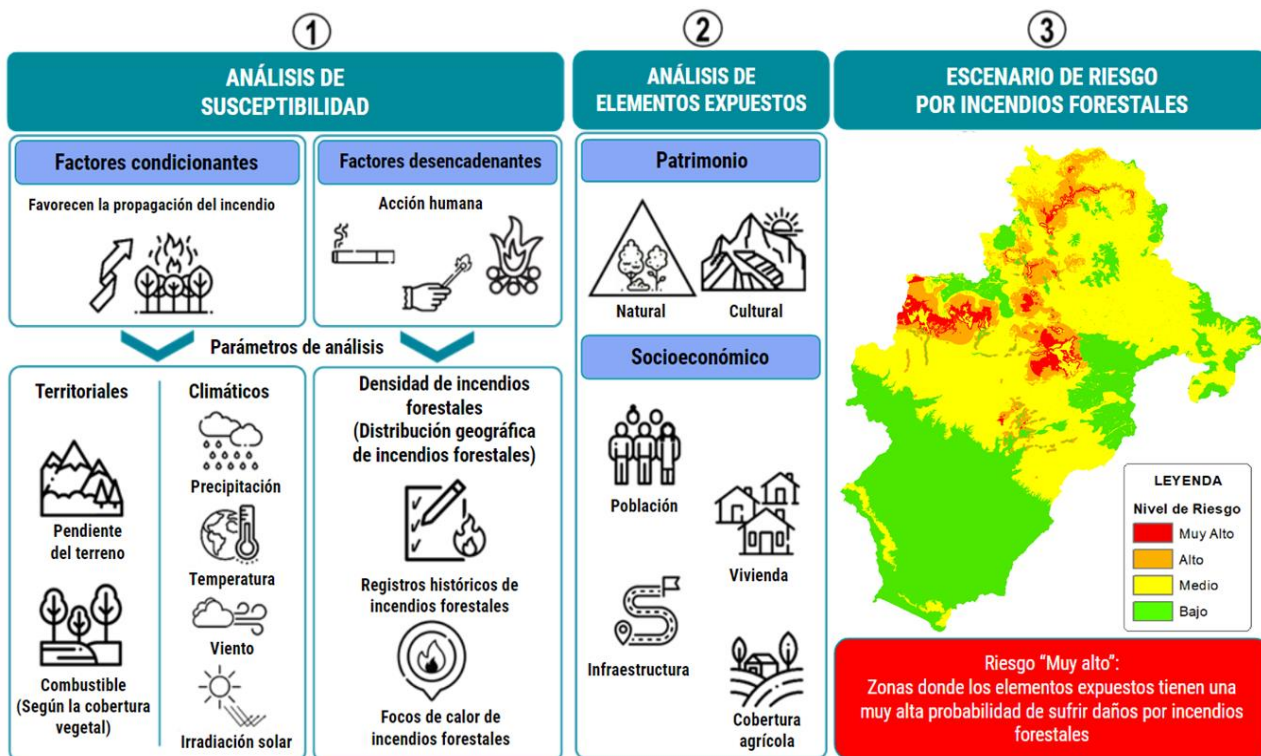 1
ANÁLISIS DE
SUSCEPTIBILIDAD
Factores condicionantes
Favorecen la propagación del incendio
Factores desencadenantes
Acción humana
Parámetros de análisis
Territoriales
Pendiente
del terreno
Combustible
(Según la cobertura
vegetal)
Climáticos
Precipitación
Temperatura
Viento
Irradiación solar
Densidad de incendios
forestales
(Distribución geográfica
de incendios forestales)
Registros históricos de
incendios forestales
Focos de calor de
incendios forestales
2
ANÁLISIS DE
ELEMENTOS EXPUESTOS
Patrimonio
Natural
Cultural
Socioeconómico
Población
Vivienda
Infraestructura
Cobertura
agrícola
3
ESCENARIO DE RIESGO
POR INCENDIOS FORESTALES
LEYENDA
Nivel de Riesgo
Muy Alto
Alto
Medio
Bajo
Riesgo “Muy alto”:
Zonas donde los elementos expuestos tienen una
muy alta probabilidad de sufrir daños por incendios
forestales